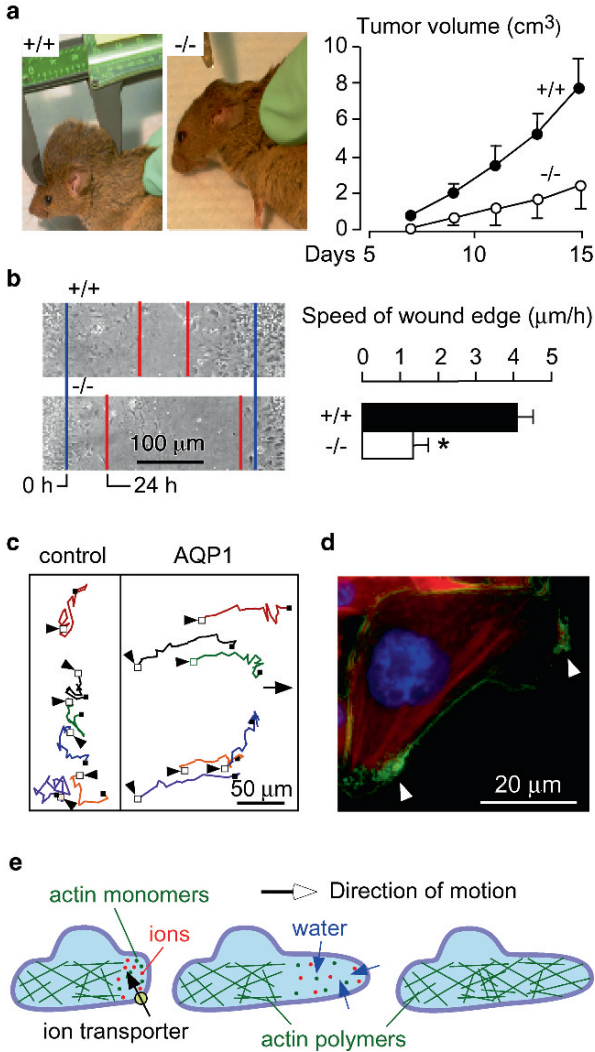 a
+/+
-/-
Tumor volume (cm3)
10
8
6
4
2
0
+/+
-/-
Days 5 10 15
b
+/+
-/-
100 μm
0 h
24 h
Speed of wound edge (μm/h)
0 1 2 3 4 5
+/+
-/- *
c
control AQP1
50 μm
d
20 μm
e
actin monomers
ions
ion transporter
Direction of motion
water
actin polymers